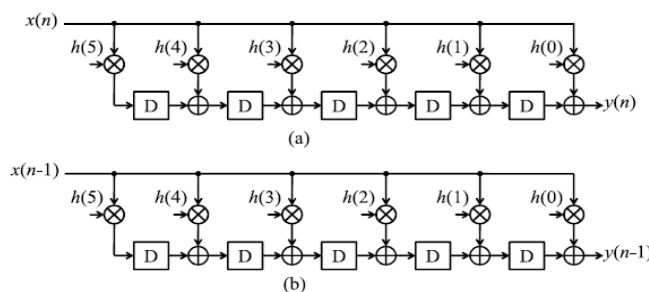 x(n)
h(5) h(4) h(3) h(2) h(1) h(0)
D D D D D y(n)
(a)
x(n-1)
h(5) h(4) h(3) h(2) h(1) h(0)
D D D D D y(n-1)
(b)